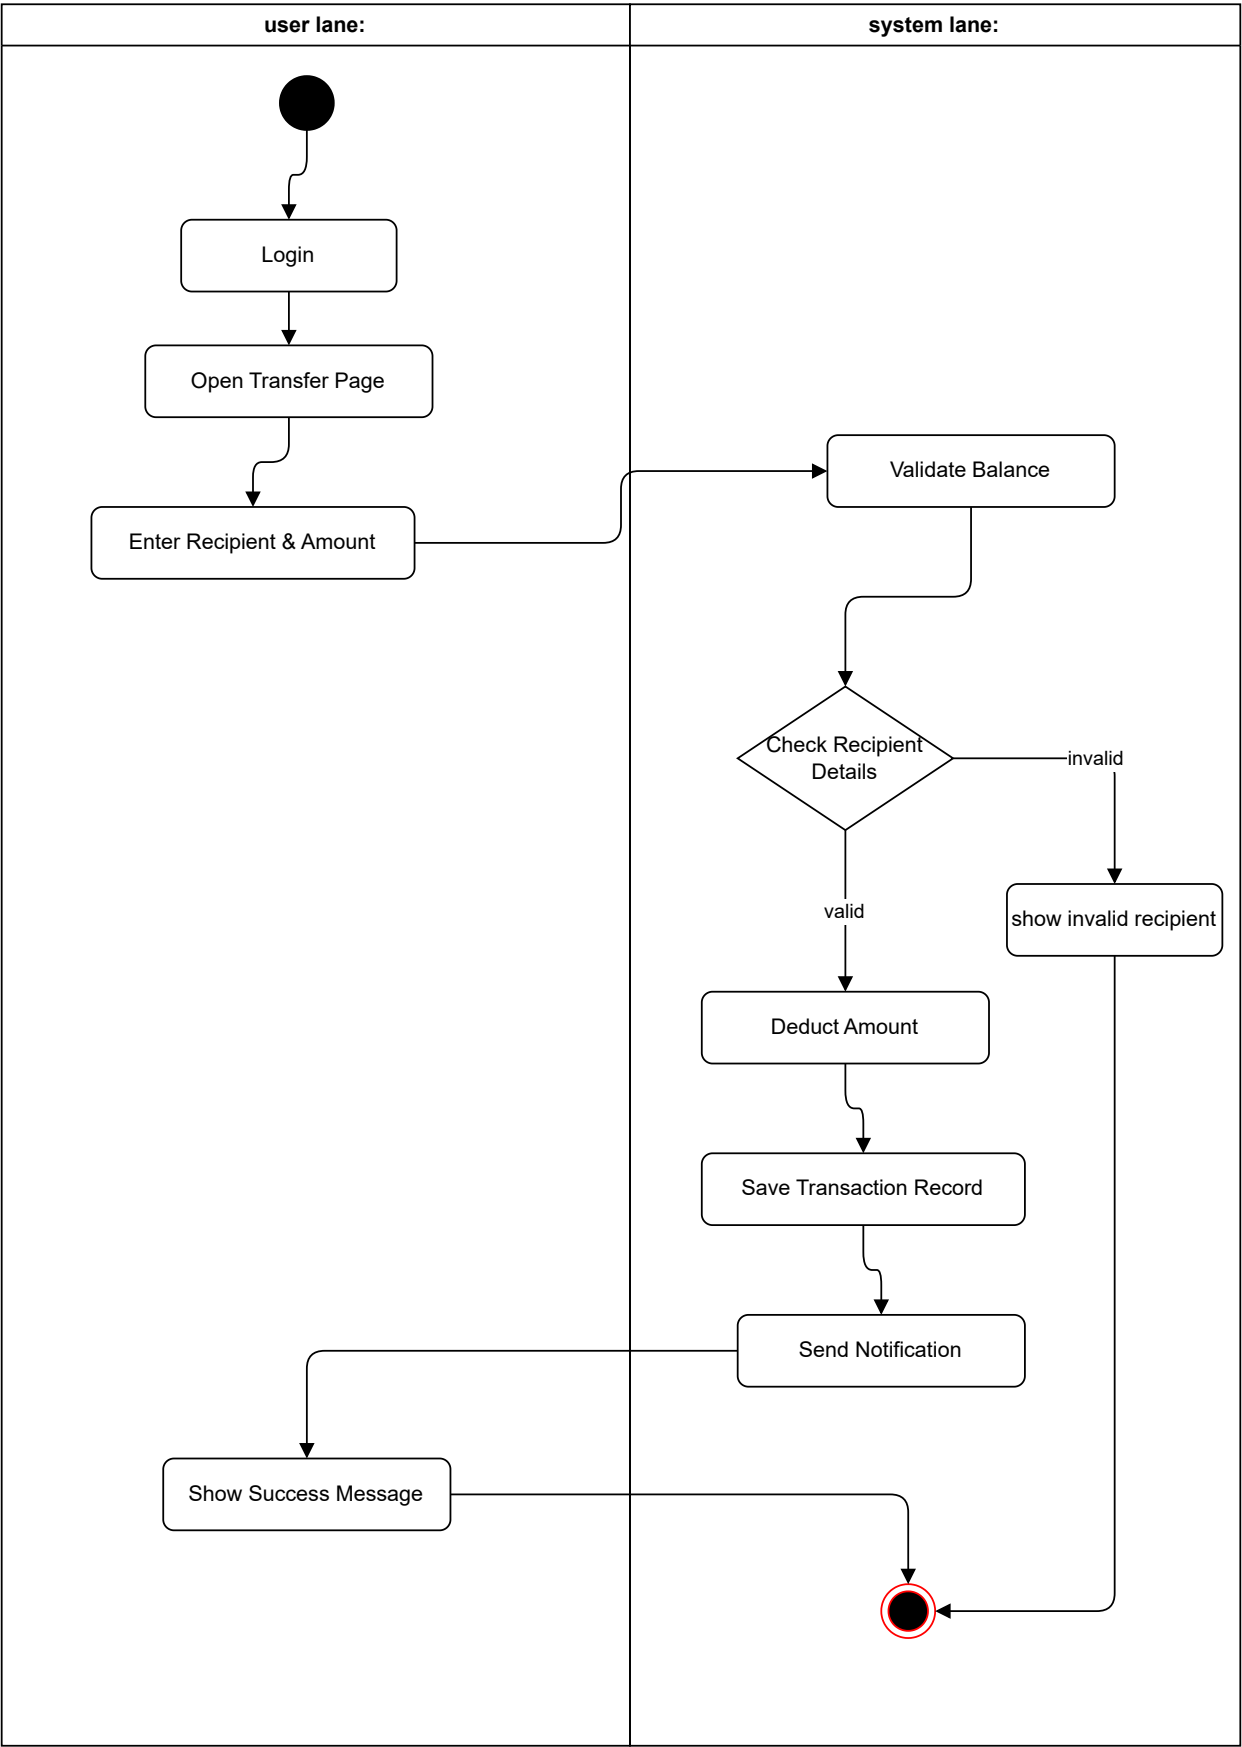 user lane:
system lane:
Login
Open Transfer Page
Validate Balance
Enter Recipient & Amount
Check Recipient
Details
invalid
valid
show invalid recipient
Deduct Amount
Save Transaction Record
Send Notification
Show Success Message